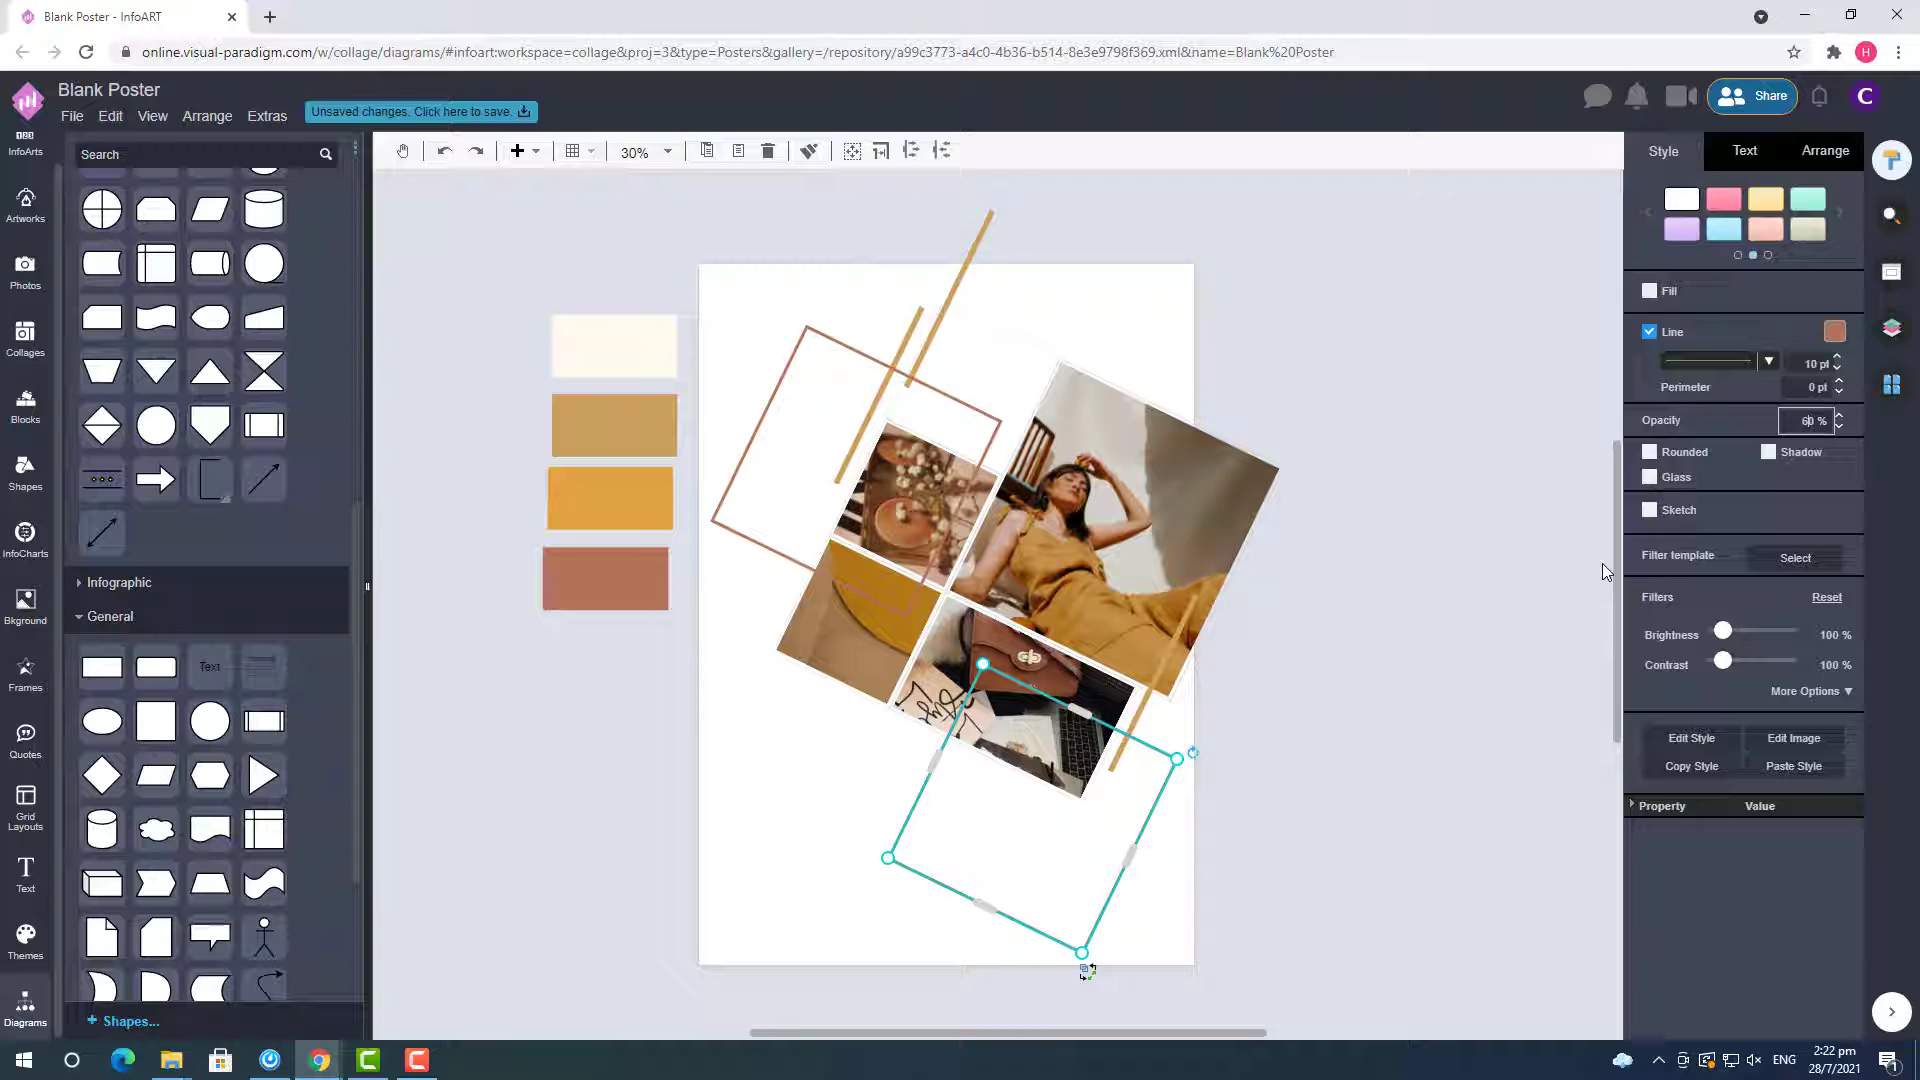 Blank Poster - InfoART
online.visual-paradigm.com/w/collage/diagrams/#infoart:workspace=collage&proj=3&type=Posters&gallery=/repository/a99c3773-a4c0-4b36-b514-8e3e9798f369.xml&name=Blank%20Poster
H
Blank Poster
File
Edit
View
Arrange
Extras
Unsaved changes. Click here to save.
Share
C
InfoArts
Artworks
Photos
Collages
Blocks
Shapes
InfoCharts
Bkground
Frames
Quotes
Grid
Layouts
Text
Themes
Diagrams
Search
Infographic
General
Text
+ Shapes...
30%
Style
Text
Arrange
Fill
Line
10 pt
Perimeter
0 pt
Opacity
60 %
Rounded
Shadow
Glass
Sketch
Filter template
Select
Filters
Reset
Brightness
100 %
Contrast
100 %
More Options
Edit Style
Edit Image
Copy Style
Paste Style
Property
Value
ENG
2:22 pm
28/7/2021
1